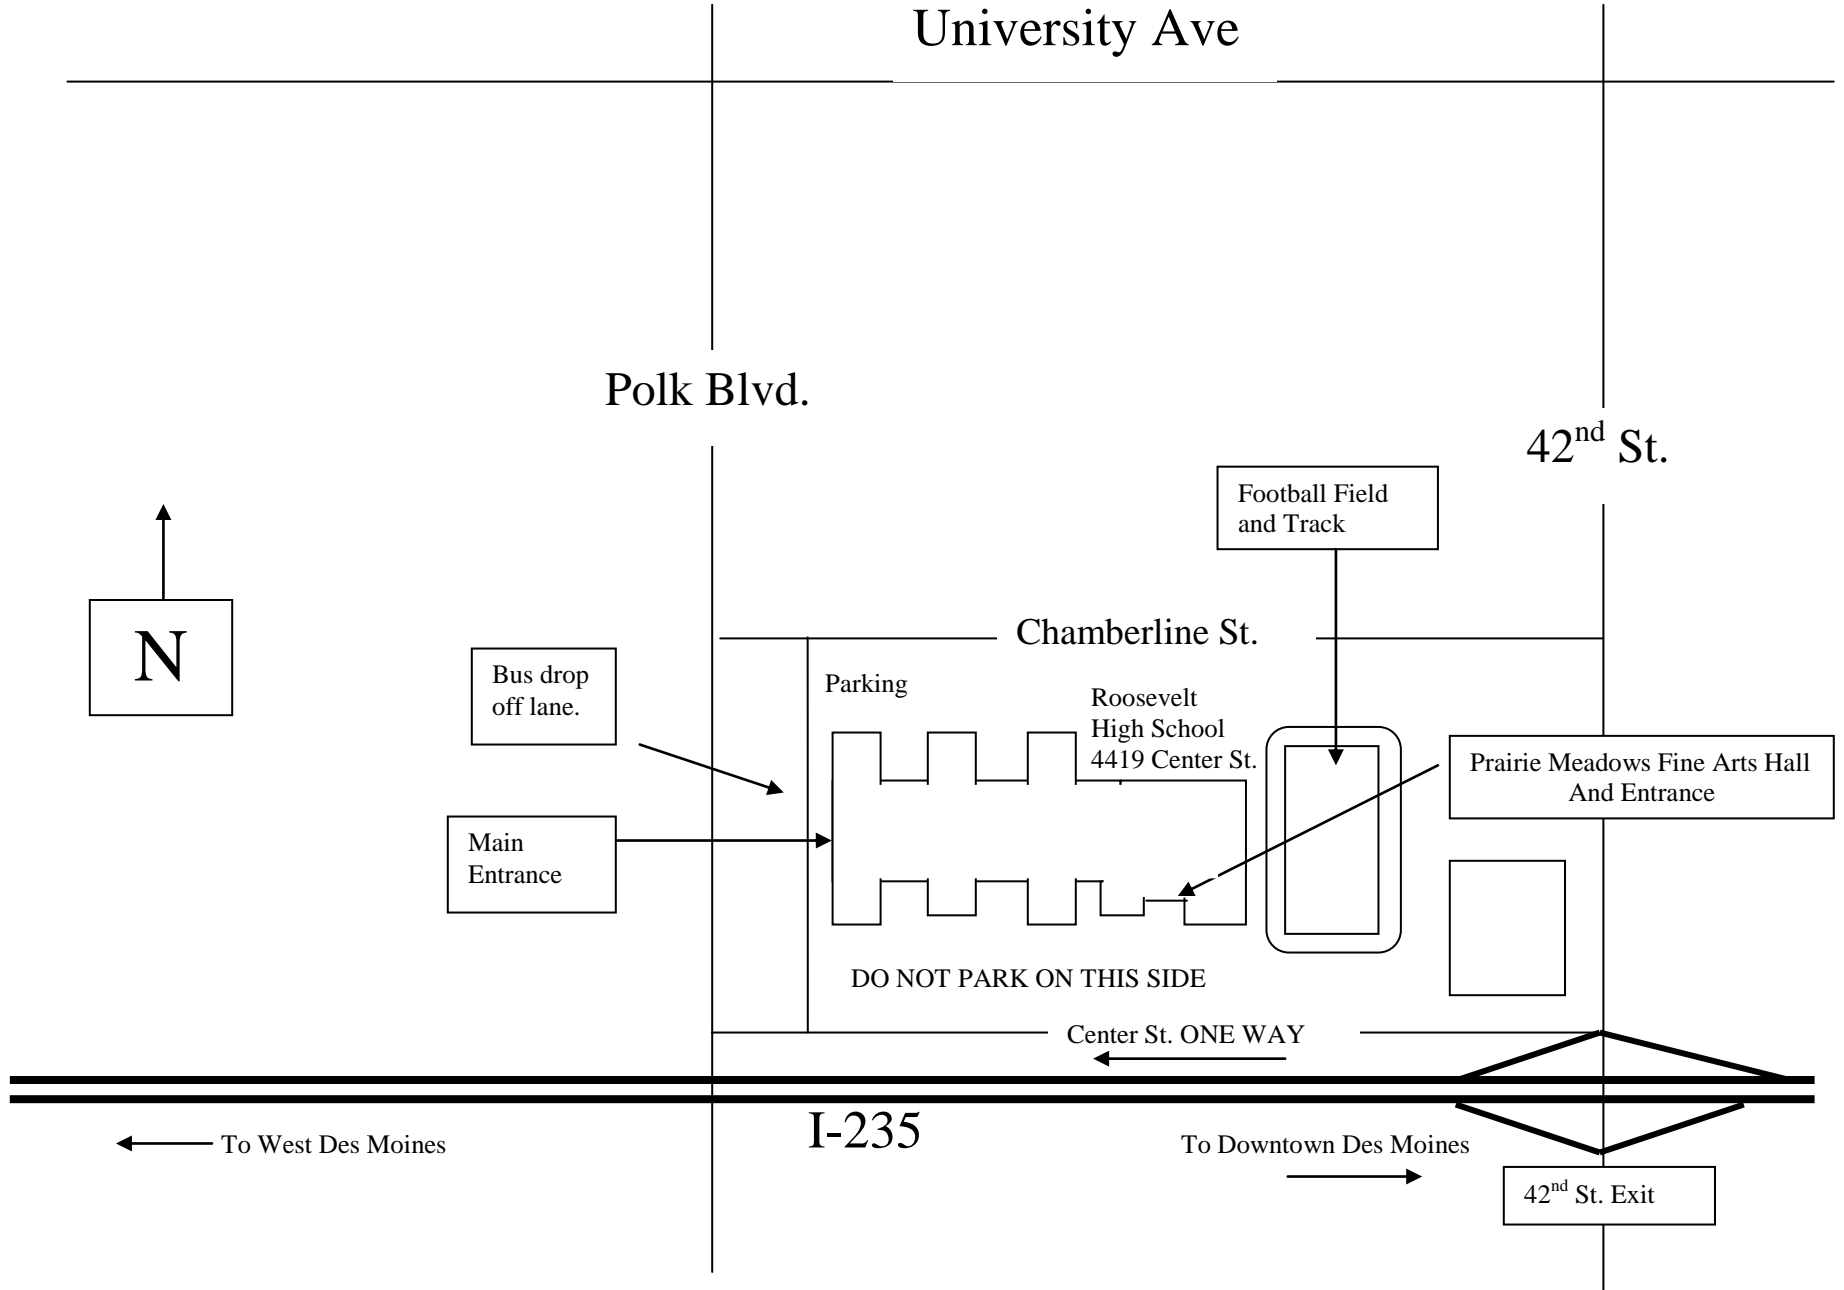 University Ave
Polk Blvd.
42nd St.
Football Field
and Track
N
Chamberline St.
Bus drop
off lane.
Parking
Roosevelt
High School
4419 Center St.
Prairie Meadows Fine Arts Hall
And Entrance
Main
Entrance
DO NOT PARK ON THIS SIDE
Center St. ONE WAY
I-235
To West Des Moines
To Downtown Des Moines
42nd St. Exit